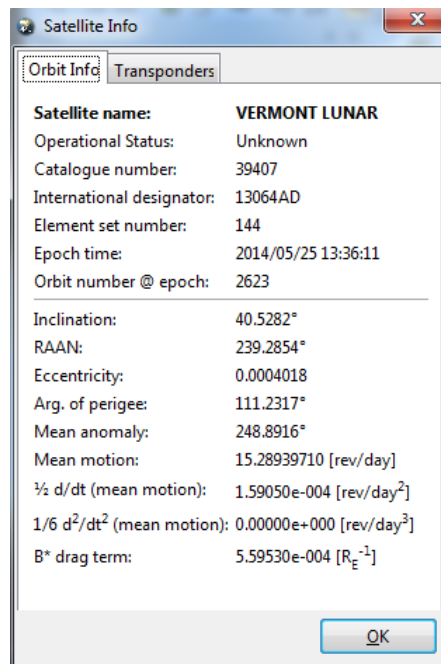 Satellite Info
Orbit Info Transponders
Satellite name: VERMONT LUNAR
Operational Status: Unknown
Catalogue number: 39407
International designator: 13064AD
Element set number: 144
Epoch time: 2014/05/25 13:36:11
Orbit number @ epoch: 2623
Inclination: 40.5282°
RAAN: 239.2854°
Eccentricity: 0.0004018
Arg. of perigee: 111.2317°
Mean anomaly: 248.8916°
Mean motion: 15.28939710 [rev/day]
½ d/dt (mean motion): 1.59050e-004 [rev/day²]
1/6 d²/dt² (mean motion): 0.00000e+000 [rev/day³]
B* drag term: 5.59530e-004 [R_E⁻¹]
OK